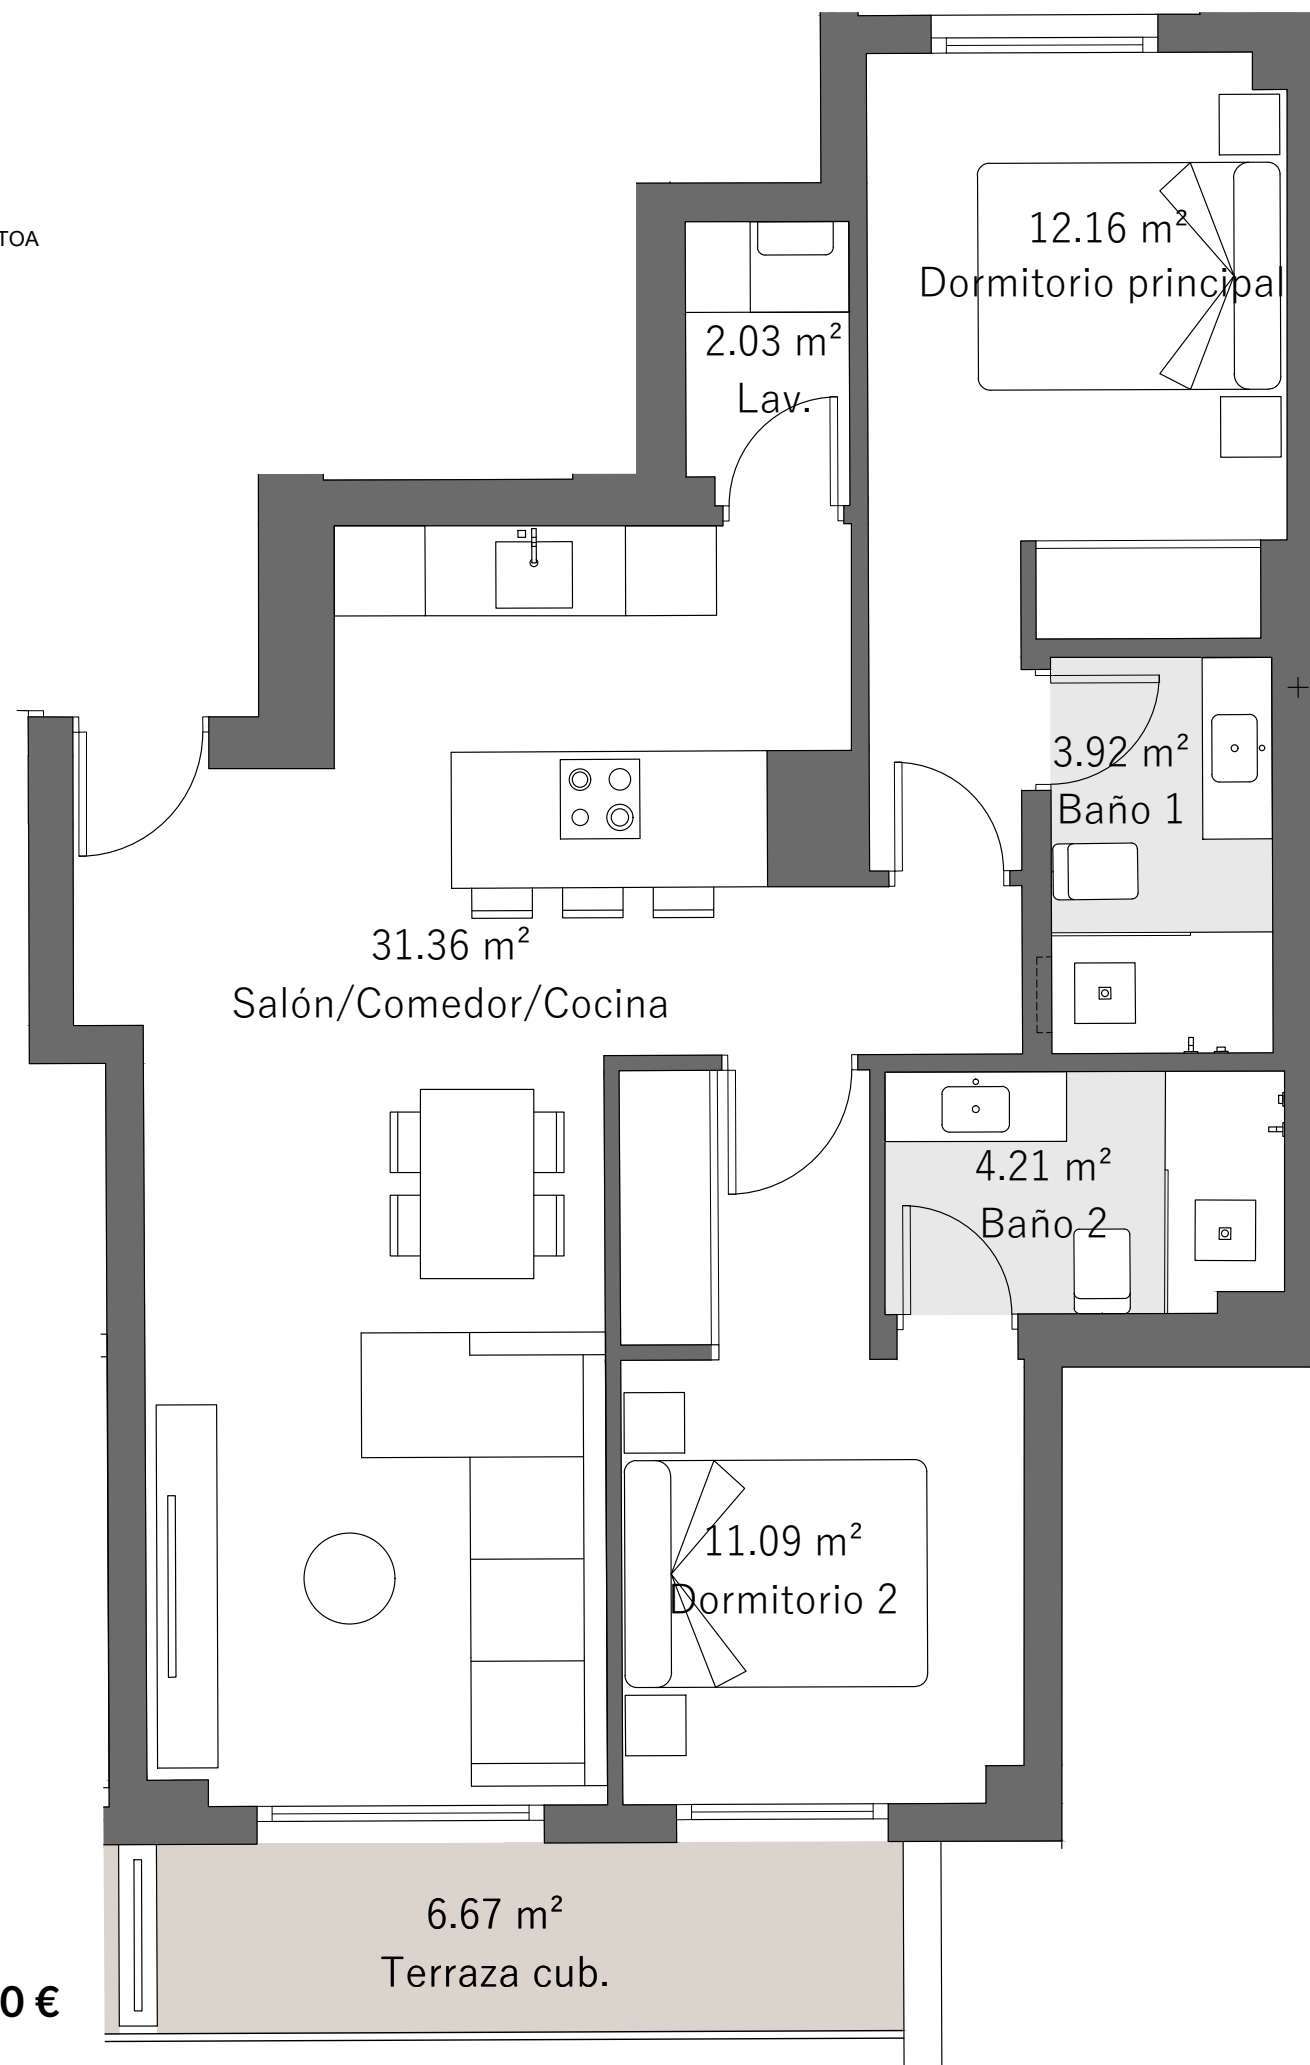 12.16 m²
Dormitorio principal
TOA
2.03 m²
Lav.
3.92 m²
Baño 1
31.36 m²
Salón/Comedor/Cocina
4.21 m²
Baño 2
11.09 m²
Dormitorio 2
6.67 m²
Terraza cub.
0 €